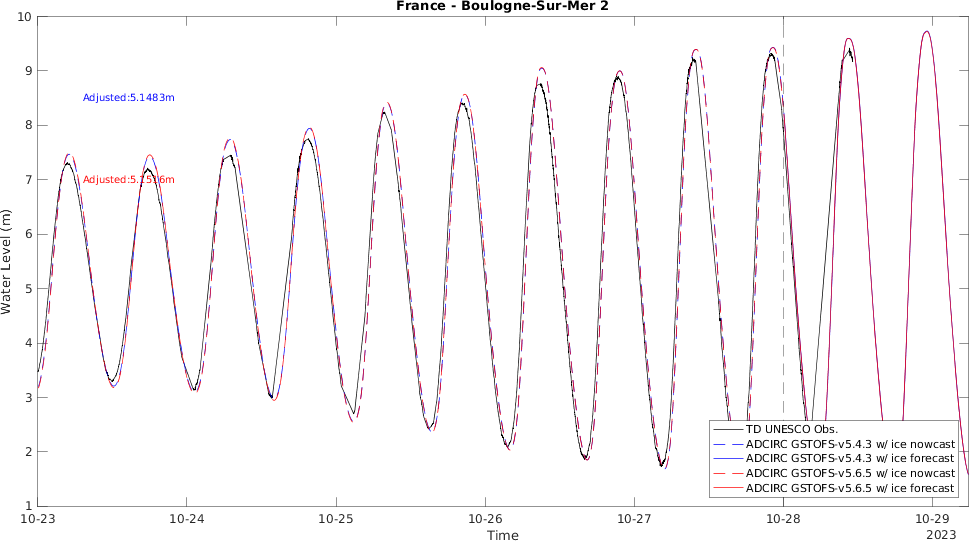 France - Boulogne-Sur-Mer 2
10
9
8
7
6
5
4
3
2
1
Water Level (m)
Adjusted:5.1483m
TD UNESCO Obs.
ADCIRC GSTOFS-v5.4.3 w/ ice nowcast
ADCIRC GSTOFS-v5.4.3 w/ ice forecast
ADCIRC GSTOFS-v5.6.5 w/ ice nowcast
ADCIRC GSTOFS-v5.6.5 w/ ice forecast
10-23
10-24
10-25
10-26
10-27
10-28
10-29
Time
2023